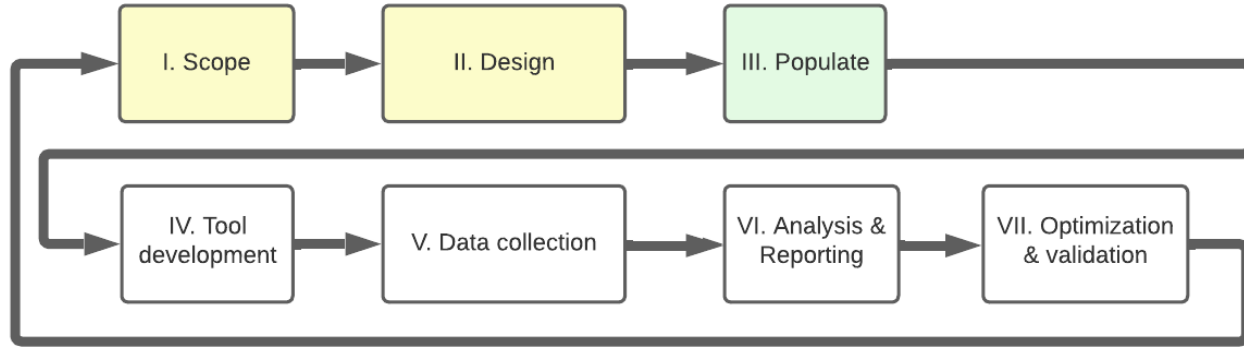 I. Scope
II. Design
III. Populate
IV. Tool
development
V. Data collection
VI. Analysis &
Reporting
VII. Optimization
& validation